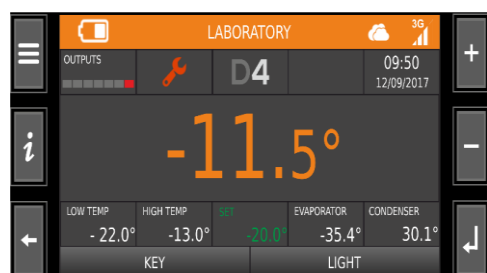 LABORATORY
3G
OUTPUTS
D4
09:50
12/09/2017
+
i
-11.5°
-
LOW TEMP HIGH TEMP SET EVAPORATOR CONDENSER
- 22.0° -13.0° -20.0° -35.4° 30.1°
KEY LIGHT